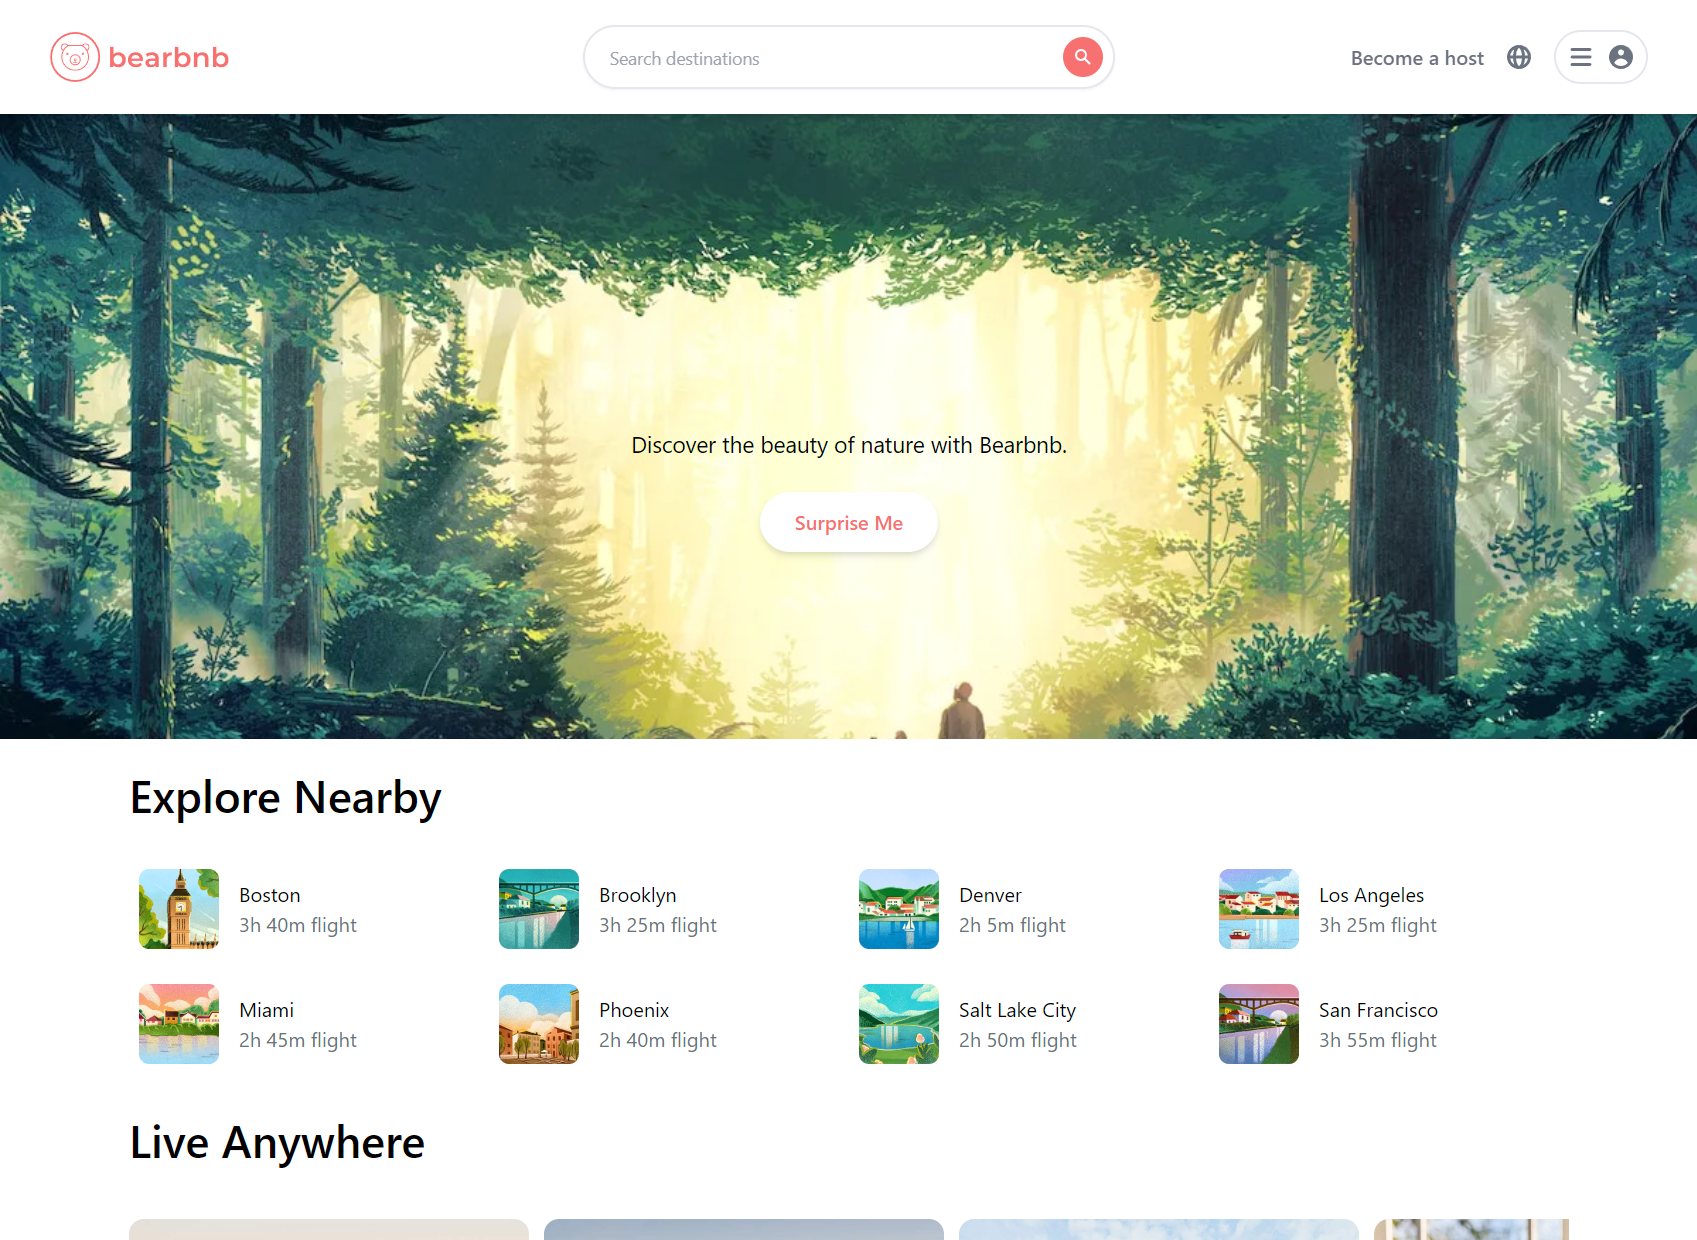 bearbnb
Search destinations
Become a host
Discover the beauty of nature with Bearbnb.
Surprise Me
Explore Nearby
Boston
3h 40m flight
Brooklyn
3h 25m flight
Denver
2h 5m flight
Los Angeles
3h 25m flight
Miami
2h 45m flight
Phoenix
2h 40m flight
Salt Lake City
2h 50m flight
San Francisco
3h 55m flight
Live Anywhere